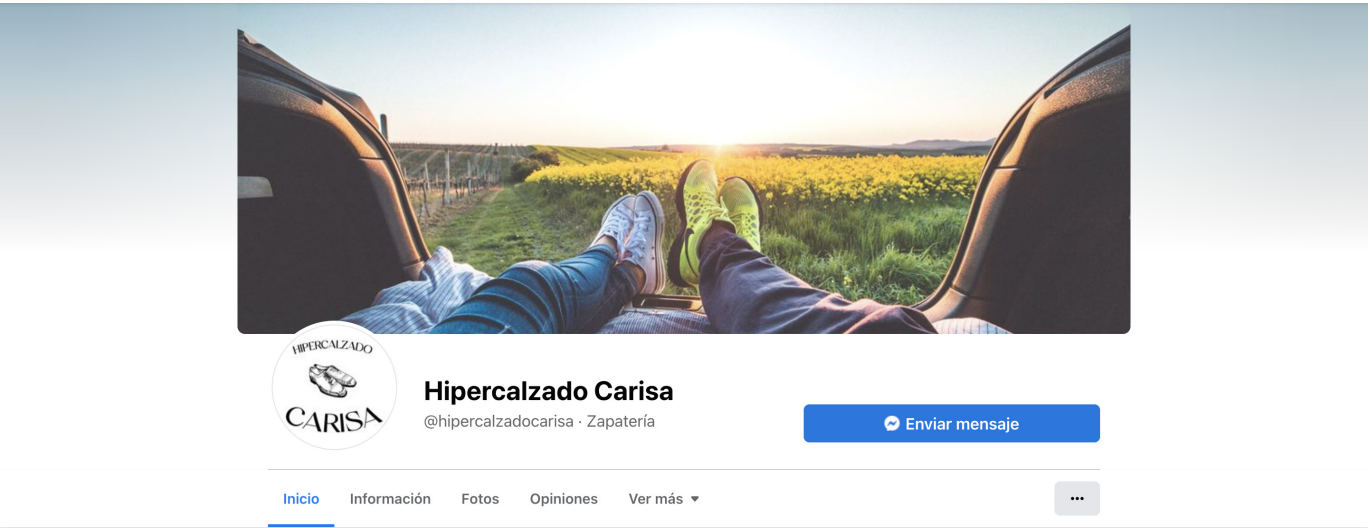 HIPERCALZADO
CARISA
Hipercalzado Carisa
@hipercalzadocarisa · Zapatería
Enviar mensaje
Inicio Información Fotos Opiniones Ver más